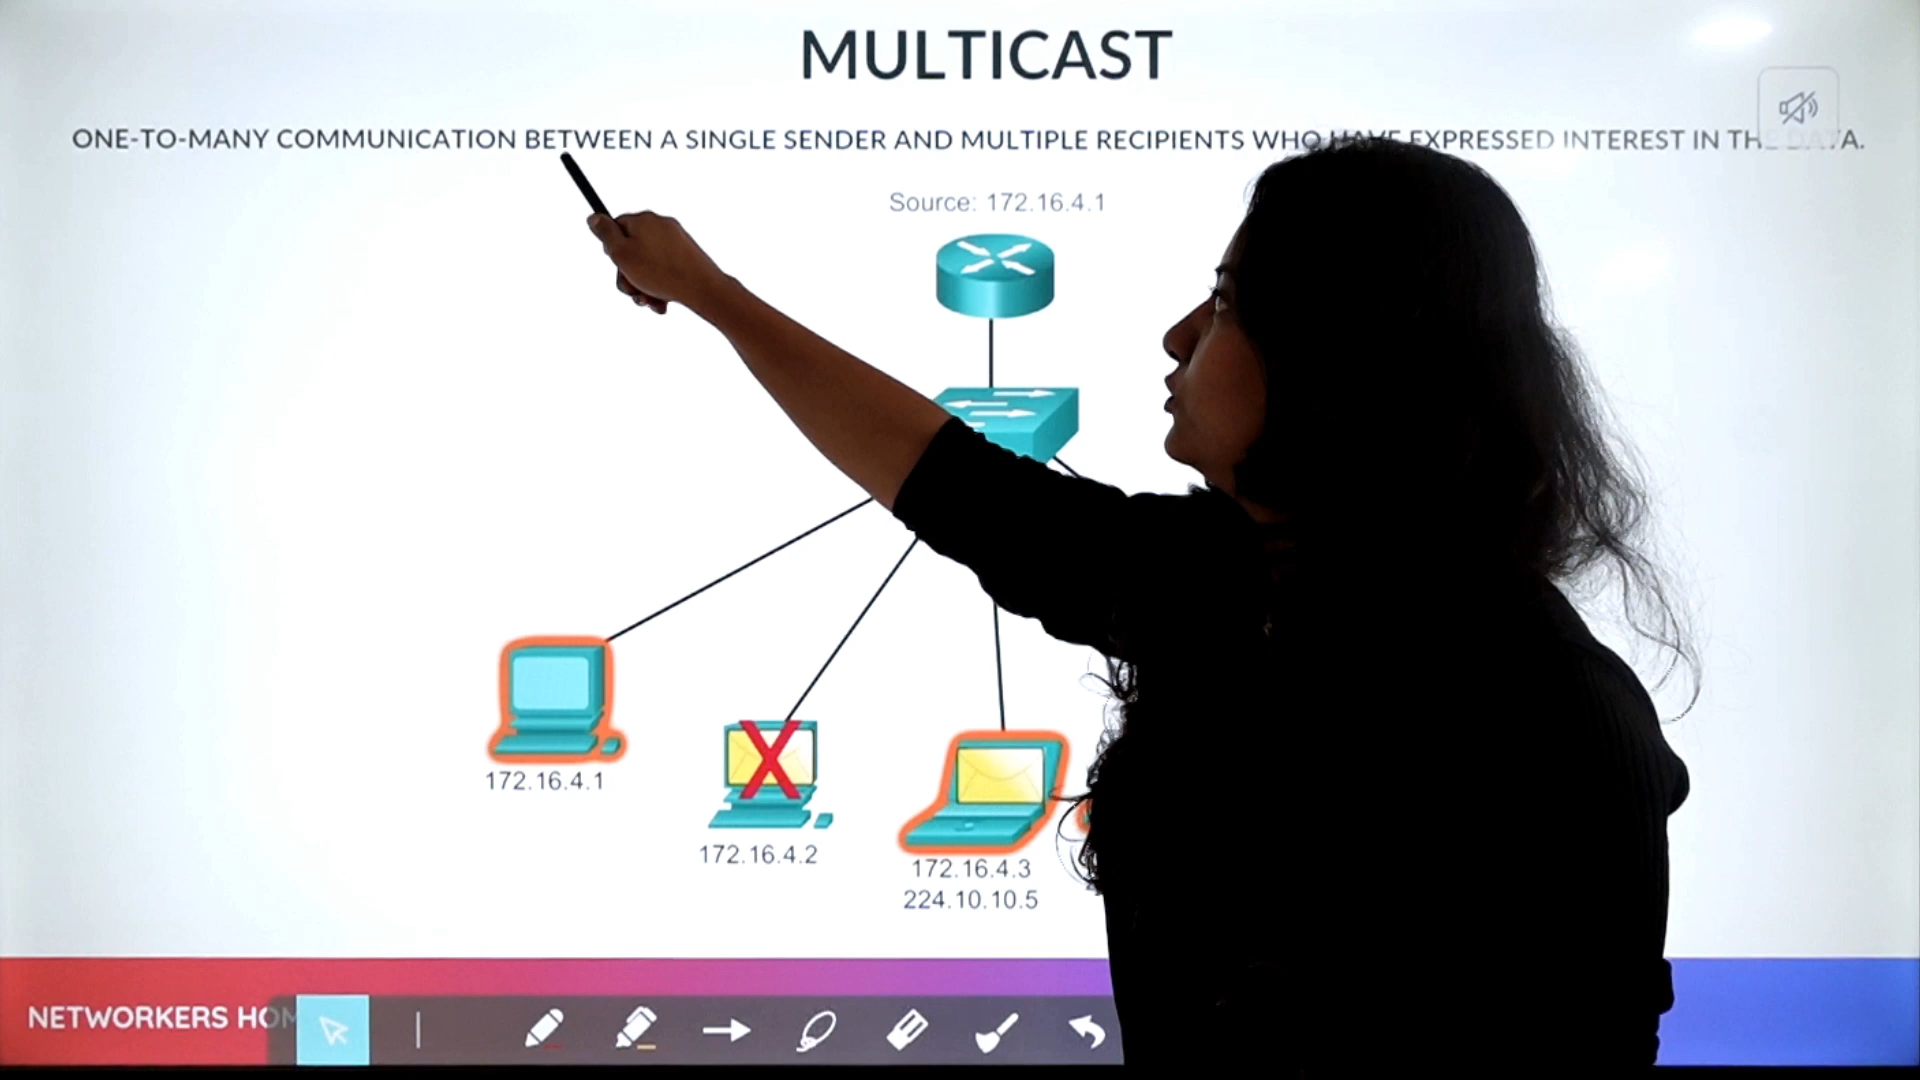 MULTICAST
ONE-TO-MANY COMMUNICATION BETWEEN A SINGLE SENDER AND MULTIPLE RECIPIENTS WHO HAVE EXPRESSED INTEREST IN THE DATA.
Source: 172.16.4.1
172.16.4.1
X
172.16.4.2
172.16.4.3
224.10.10.5
NETWORKERS